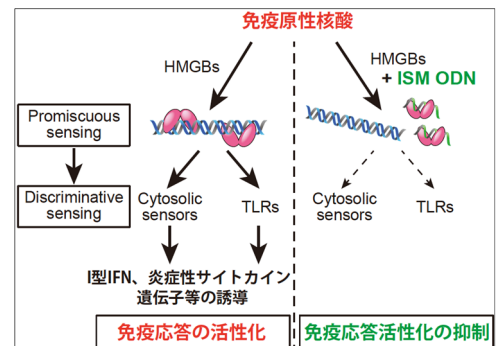 免疫原性核酸
HMGBs
HMGBs
+ ISM ODN
Promiscuous
sensing
Discriminative
sensing
Cytosolic
sensors
TLRs
Cytosolic
sensors
TLRs
I型IFN、炎症性サイトカイン
遺伝子等の誘導
免疫応答の活性化
免疫応答活性化の抑制